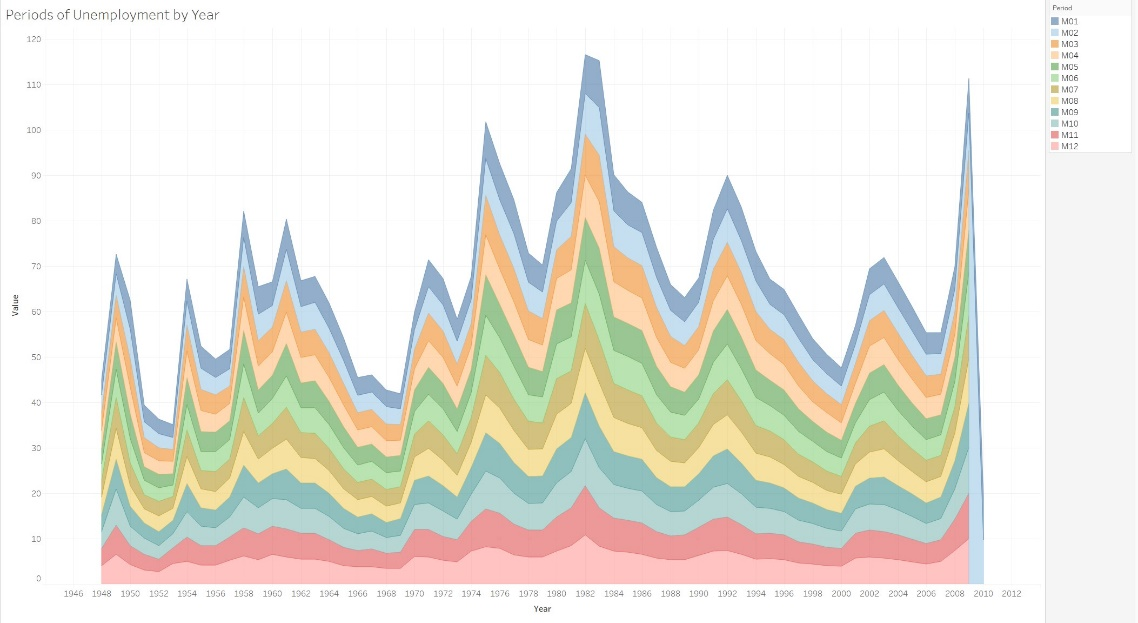 Periods of Unemployment by Year
Period
M01
M02
M03
M04
M05
M06
M07
M08
M09
M10
M11
M12
120
110
100
90
80
70
60
50
40
30
20
10
0
Value
1946 1948 1950 1952 1954 1956 1958 1960 1962 1964 1966 1968 1970 1972 1974 1976 1978 1980 1982 1984 1986 1988 1990 1992 1994 1996 1998 2000 2002 2004 2006 2008 2010 2012
Year